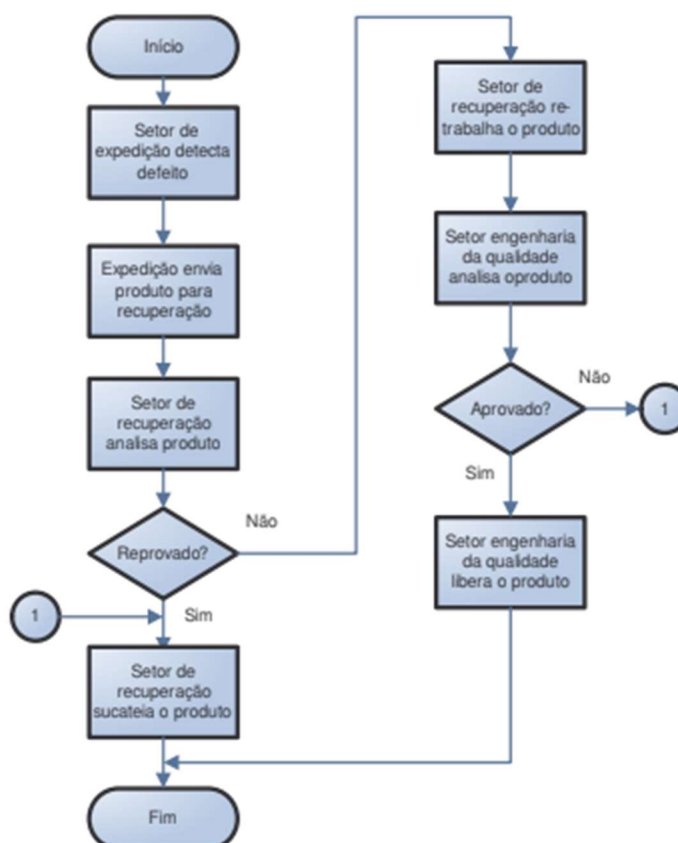 Início
Setor de
expedição detecta
defeito
Expedição envia
produto para
recuperação
Setor de
recuperação
analisa produto
Reprovado?
Não
Sim
1
Setor de
recuperação
sucateia o produto
Fim
Setor de
recuperação re-
trabalha o produto
Setor engenharia
da qualidade
analisa oproduto
Aprovado?
Não
1
Sim
Setor engenharia
da qualidade
libera o produto